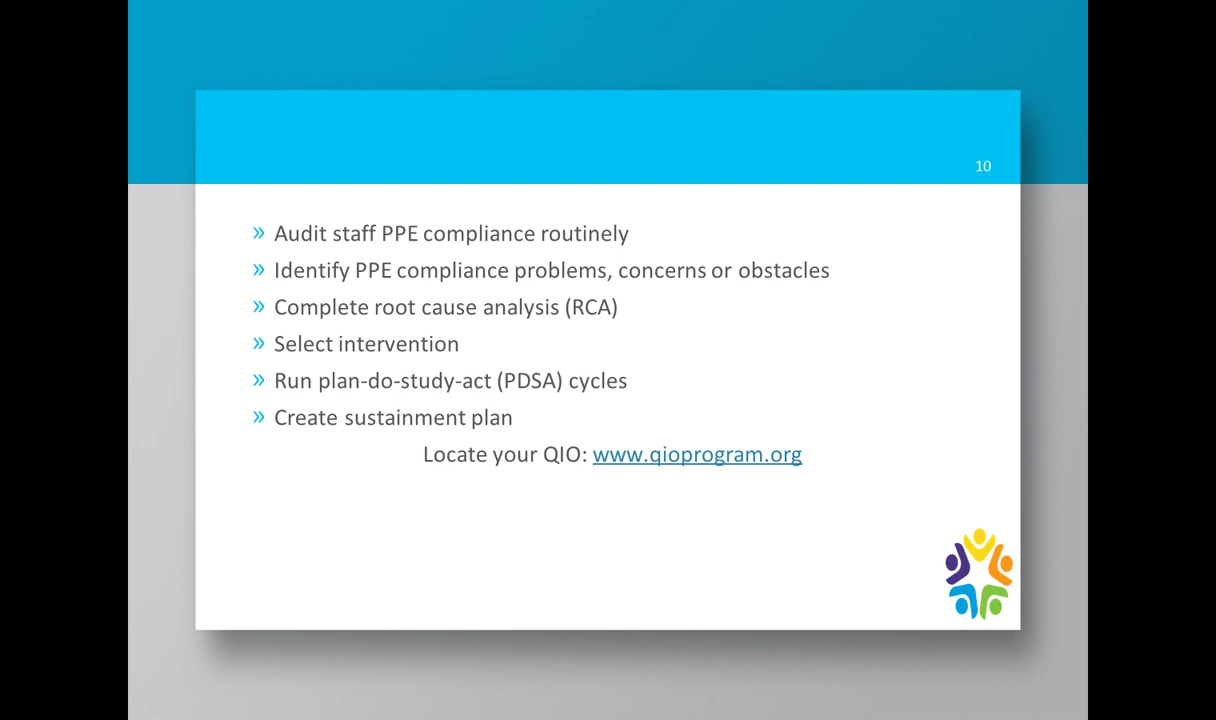 10
» Audit staff PPE compliance routinely
» Identify PPE compliance problems, concerns or obstacles
» Complete root cause analysis (RCA)
» Select intervention
» Run plan-do-study-act (PDSA) cycles
» Create sustainment plan
Locate your QIO: www.qioprogram.org